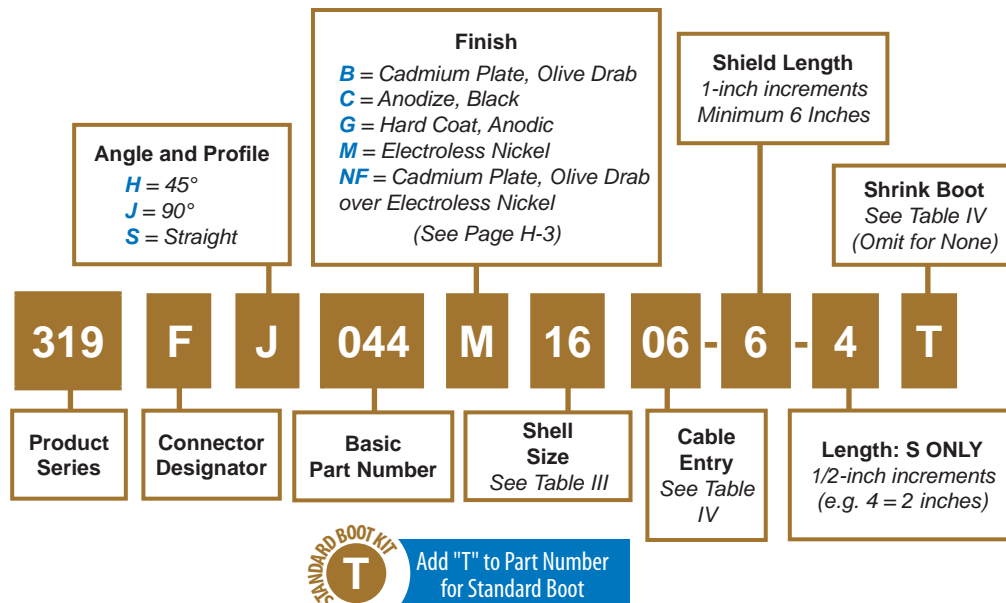 Finish
B = Cadmium Plate, Olive Drab
C = Anodize, Black
G = Hard Coat, Anodic
M = Electroless Nickel
NF = Cadmium Plate, Olive Drab
over Electroless Nickel
(See Page H-3)
Shield Length
1-inch increments
Minimum 6 Inches
Angle and Profile
H = 45°
J = 90°
S = Straight
Shrink Boot
See Table IV
(Omit for None)
319 F J 044 M 16 06 - 6 - 4 T
Product
Series
Connector
Designator
Basic
Part Number
Shell
Size
See Table III
Cable
Entry
See Table
IV
Length: S ONLY
1/2-inch increments
(e.g. 4 = 2 inches)
STANDARD BOOT KIT
T
Add "T" to Part Number
for Standard Boot